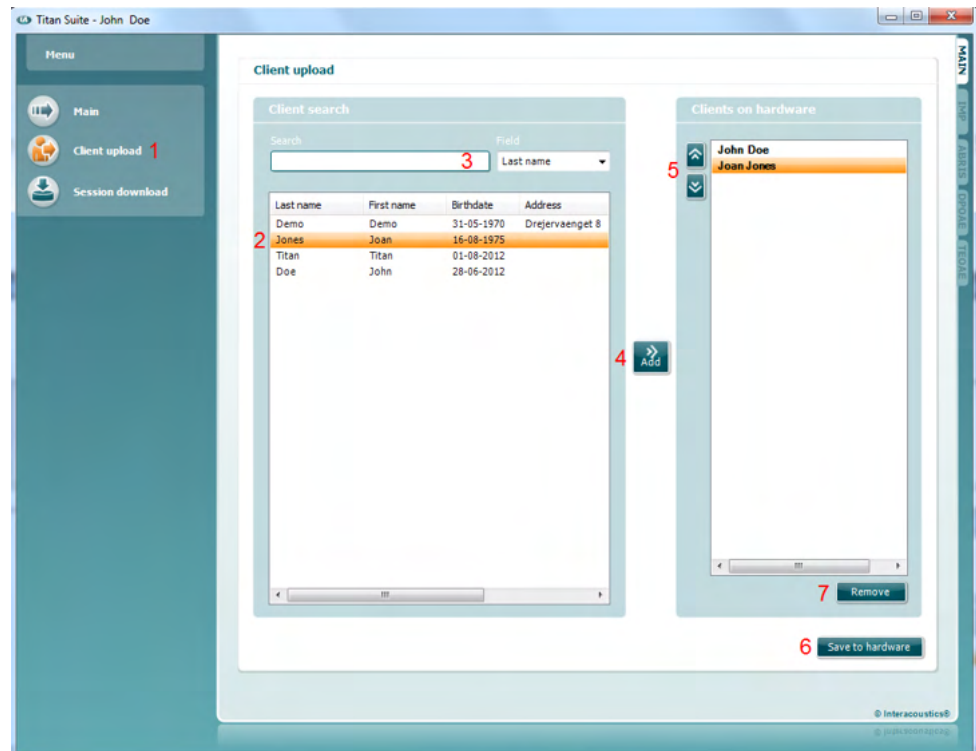 Titan Suite - John Doe
Menu
Main
Client upload 1
Session download
Client upload
Client search
Search
Field
3
Last name
Last name First name Birthdate Address
Demo Demo 31-05-1970 Drejervaenget 8
2 Jones Joan 16-08-1975
Titan Titan 01-08-2012
Doe John 28-06-2012
4 Add
Clients on hardware
5
John Doe
Joan Jones
7 Remove
6 Save to hardware
MAIN
IMP
ABRIS
DPOAE
TEOAE
© Interacoustics®